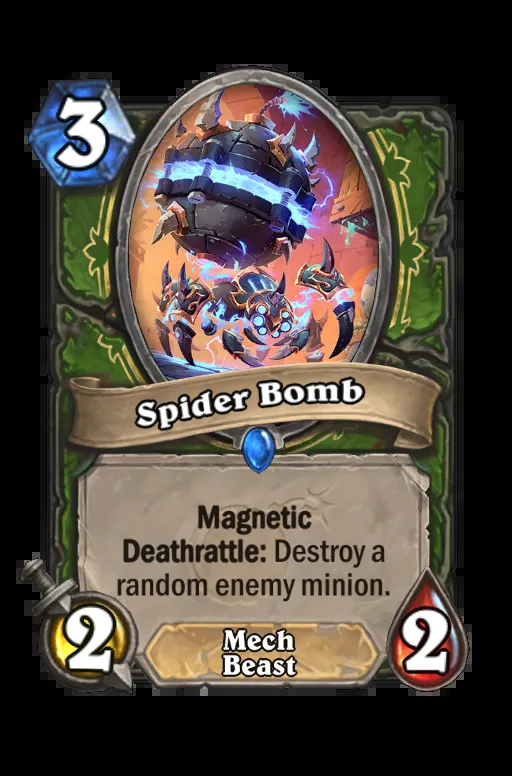 3
Spider Bomb
Magnetic
Deathrattle: Destroy a
random enemy minion.
2
Mech
Beast
2